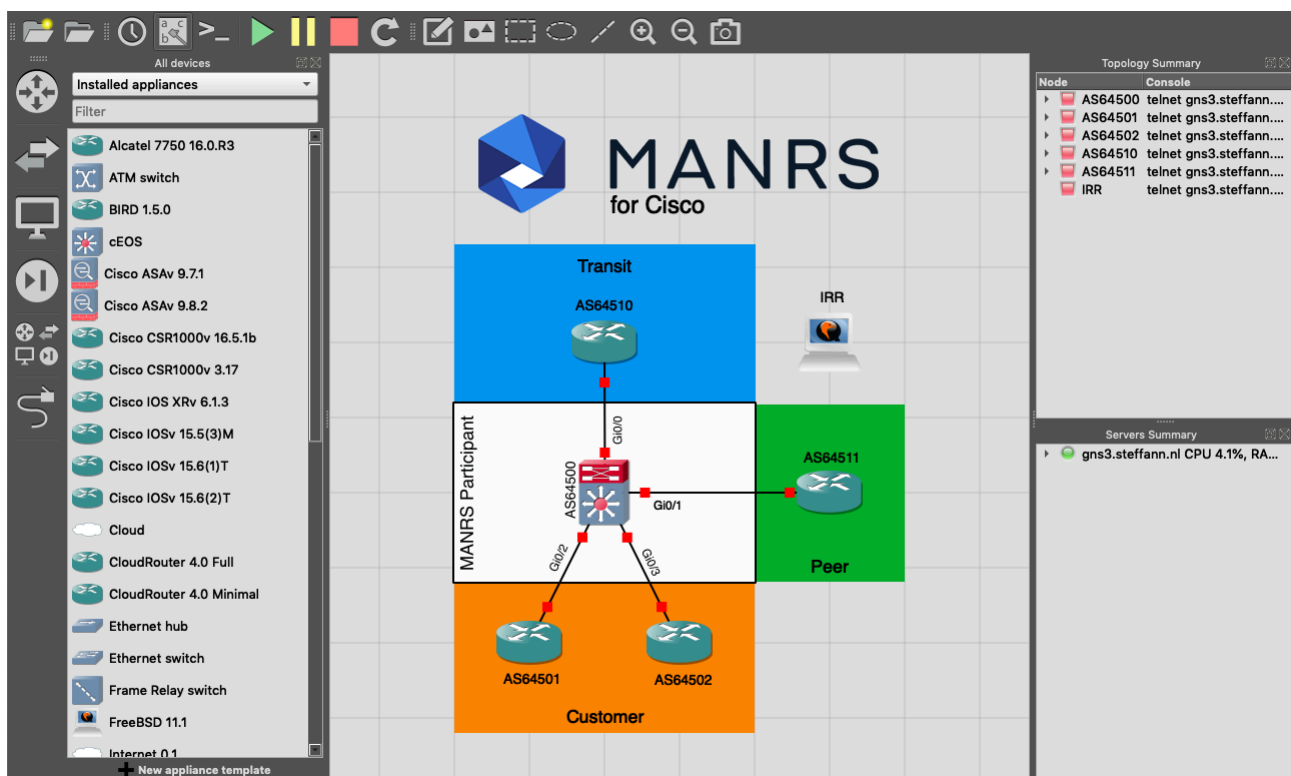 All devices
Installed appliances
Filter
Alcatel 7750 16.0.R3
ATM switch
BIRD 1.5.0
cEOS
Cisco ASAv 9.7.1
Cisco ASAv 9.8.2
Cisco CSR1000v 16.5.1b
Cisco CSR1000v 3.17
Cisco IOS XRv 6.1.3
Cisco IOSv 15.5(3)M
Cisco IOSv 15.6(1)T
Cisco IOSv 15.6(2)T
Cloud
CloudRouter 4.0 Full
CloudRouter 4.0 Minimal
Ethernet hub
Ethernet switch
Frame Relay switch
FreeBSD 11.1
Internet 0.1
New appliance template
MANRS
for Cisco
Transit
AS64510
IRR
MANRS Participant
Gi0/0
AS64500
Gi0/1
Gi0/2
Gi0/3
AS64511
Peer
AS64501
AS64502
Customer
Topology Summary
Node Console
AS64500 telnet gns3.steffann....
AS64501 telnet gns3.steffann....
AS64502 telnet gns3.steffann....
AS64510 telnet gns3.steffann....
AS64511 telnet gns3.steffann....
IRR telnet gns3.steffann....
Servers Summary
gns3.steffann.nl CPU 4.1%, RA...